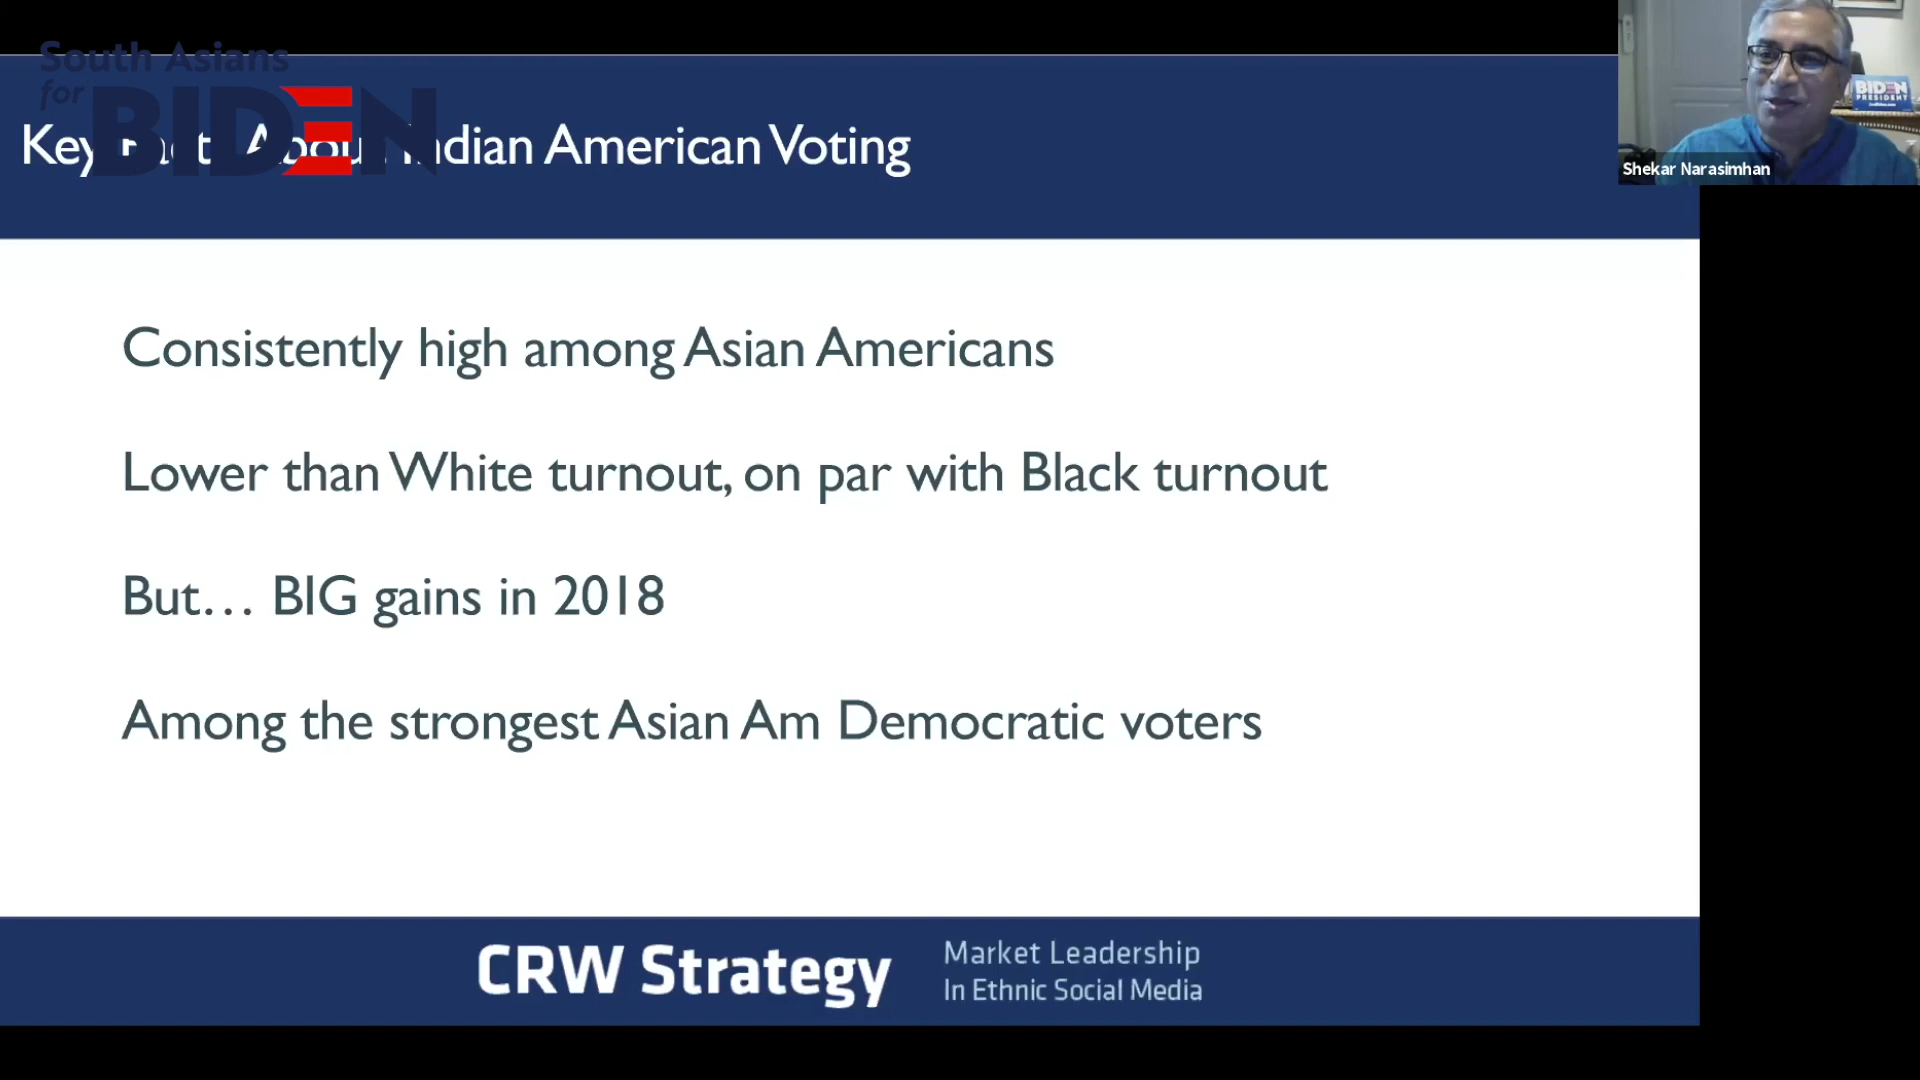 South Asians
for
BIDEN
Key Facts About Indian American Voting
Shekar Narasimhan
BIDEN
PRESIDENT
Consistently high among Asian Americans
Lower than White turnout, on par with Black turnout
But... BIG gains in 2018
Among the strongest Asian Am Democratic voters
CRW Strategy
Market Leadership
In Ethnic Social Media